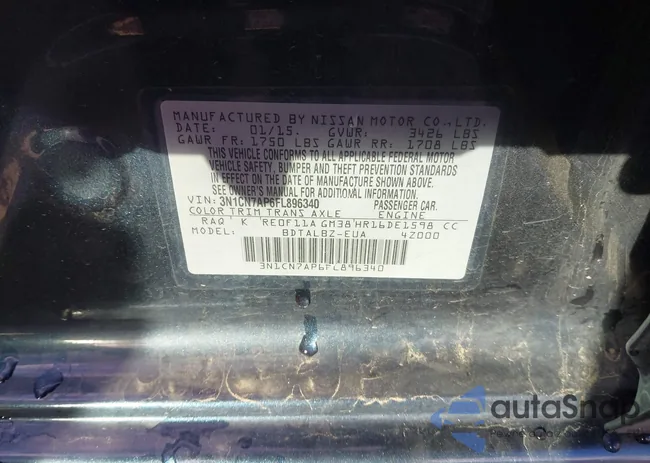 MANUFACTURED BY NISSAN MOTOR CO.,LTD.
DATE: 01/15. GVWR: 3426 LBS
GAWR FR: 1750 LBS GAWR RR: 1708 LBS
THIS VEHICLE CONFORMS TO ALL APPLICABLE FEDERAL MOTOR
VEHICLE SAFETY, BUMPER AND THEFT PREVENTION STANDARDS
IN EFFECT ON THE DATE OF MANUFACTURE SHOWN ABOVE.
SEE OWNER'S MANUAL FOR ADDITIONAL INFORMATION
VIN: 3N1CN7AP6FL896340 PASSENGER CAR.
COLOR TRIM TRANS AXLE ENGINE
RAQ K RE0F11A GM38 HR16DE1598 CC
MODEL: BDTALBZ-EUA 42000
3N1CN7AP6FL896340
autoSnap
Powered by